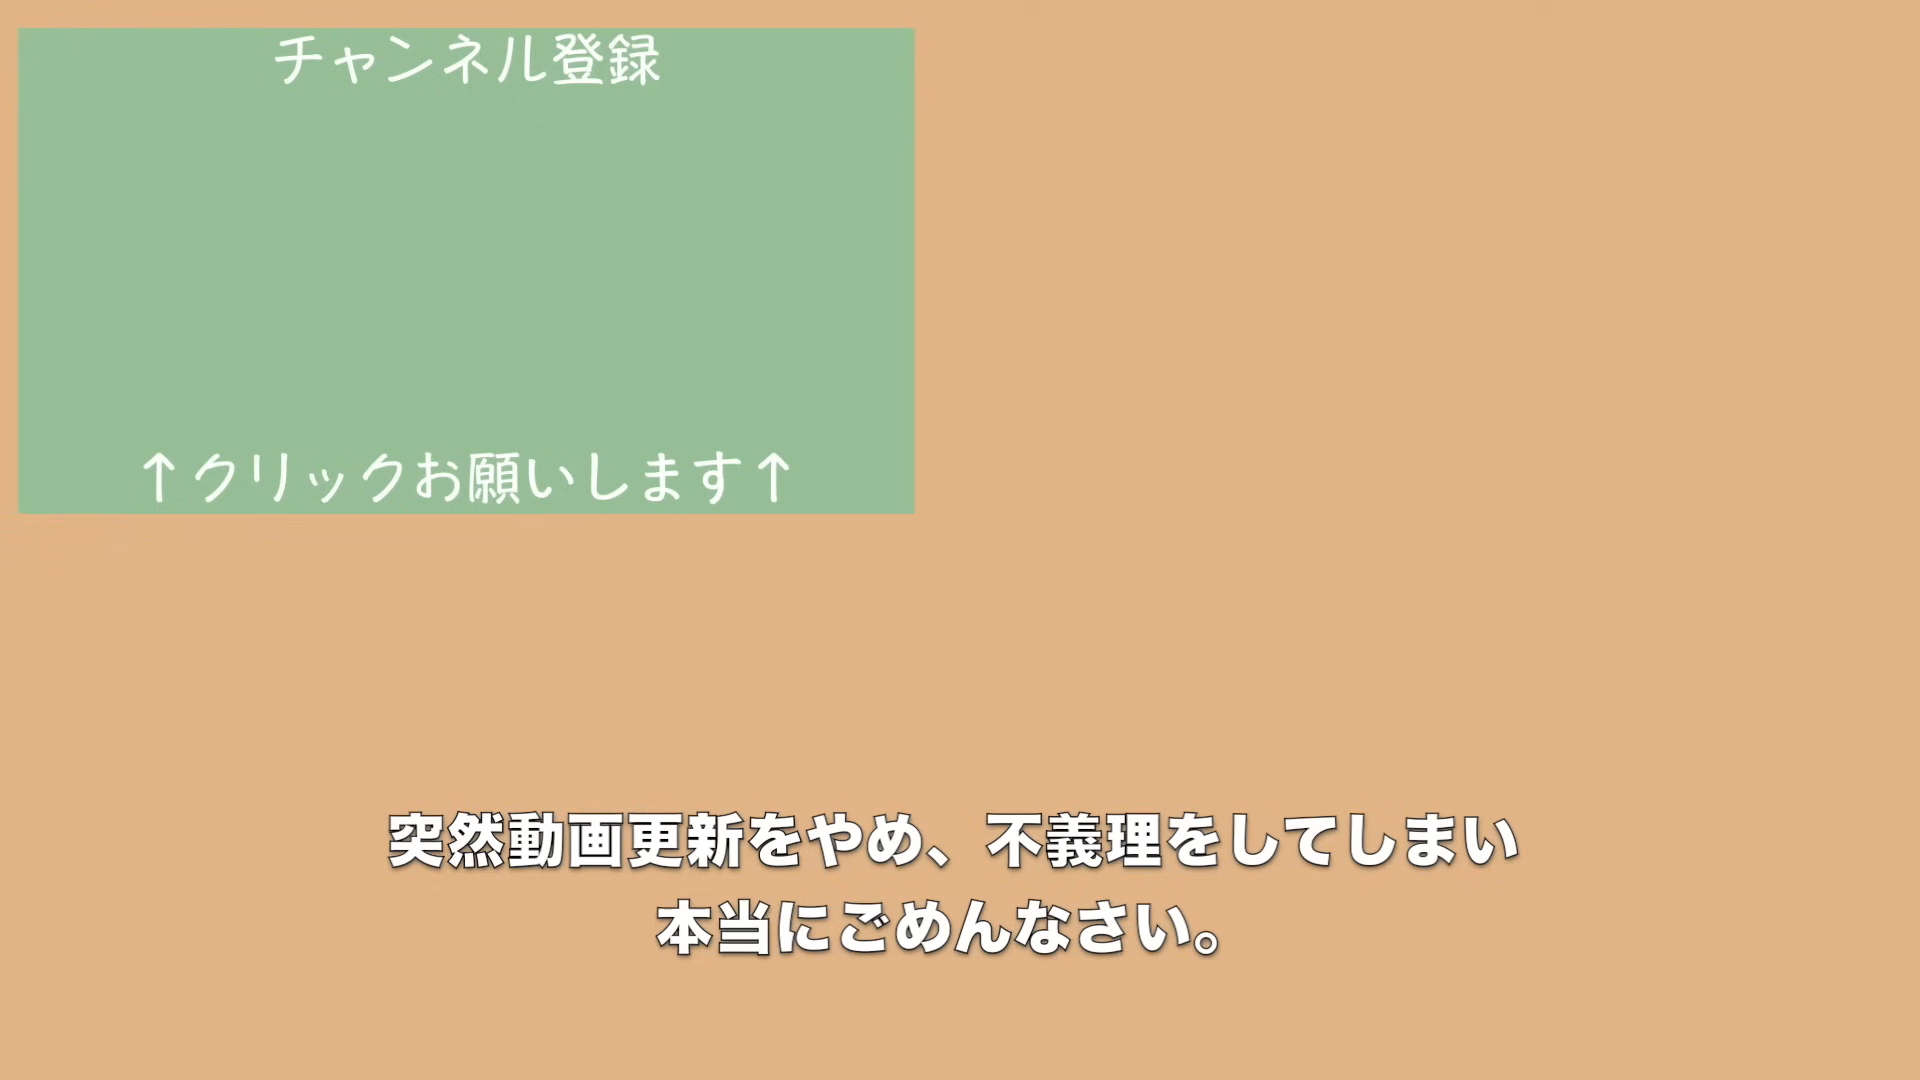 チャンネル登録
↑クリックお願いします↑
突然動画更新をやめ、不義理をしてしまい
本当にごめんなさい。